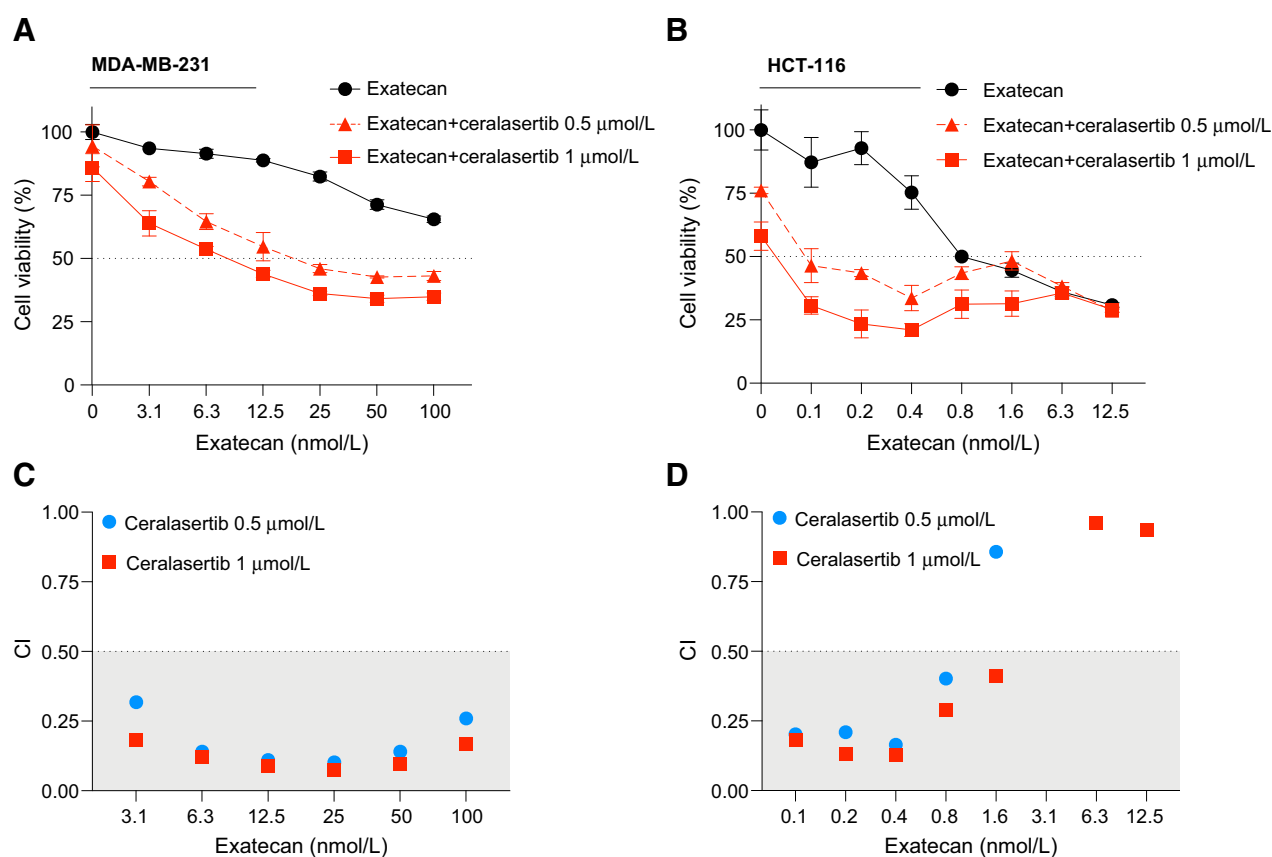 A
MDA-MB-231
Exatecan
Exatecan+ceralasertib 0.5 μmol/L
Exatecan+ceralasertib 1 μmol/L
Cell viability (%)
100
75
50
25
0
0 3.1 6.3 12.5 25 50 100
Exatecan (nmol/L)
B
HCT-116
Exatecan
Exatecan+ceralasertib 0.5 μmol/L
Exatecan+ceralasertib 1 μmol/L
Cell viability (%)
100
75
50
25
0
0 0.1 0.2 0.4 0.8 1.6 6.3 12.5
Exatecan (nmol/L)
C
Ceralasertib 0.5 μmol/L
Ceralasertib 1 μmol/L
CI
1.00
0.75
0.50
0.25
0.00
3.1 6.3 12.5 25 50 100
Exatecan (nmol/L)
D
Ceralasertib 0.5 μmol/L
Ceralasertib 1 μmol/L
CI
1.00
0.75
0.50
0.25
0.00
0.1 0.2 0.4 0.8 1.6 3.1 6.3 12.5
Exatecan (nmol/L)